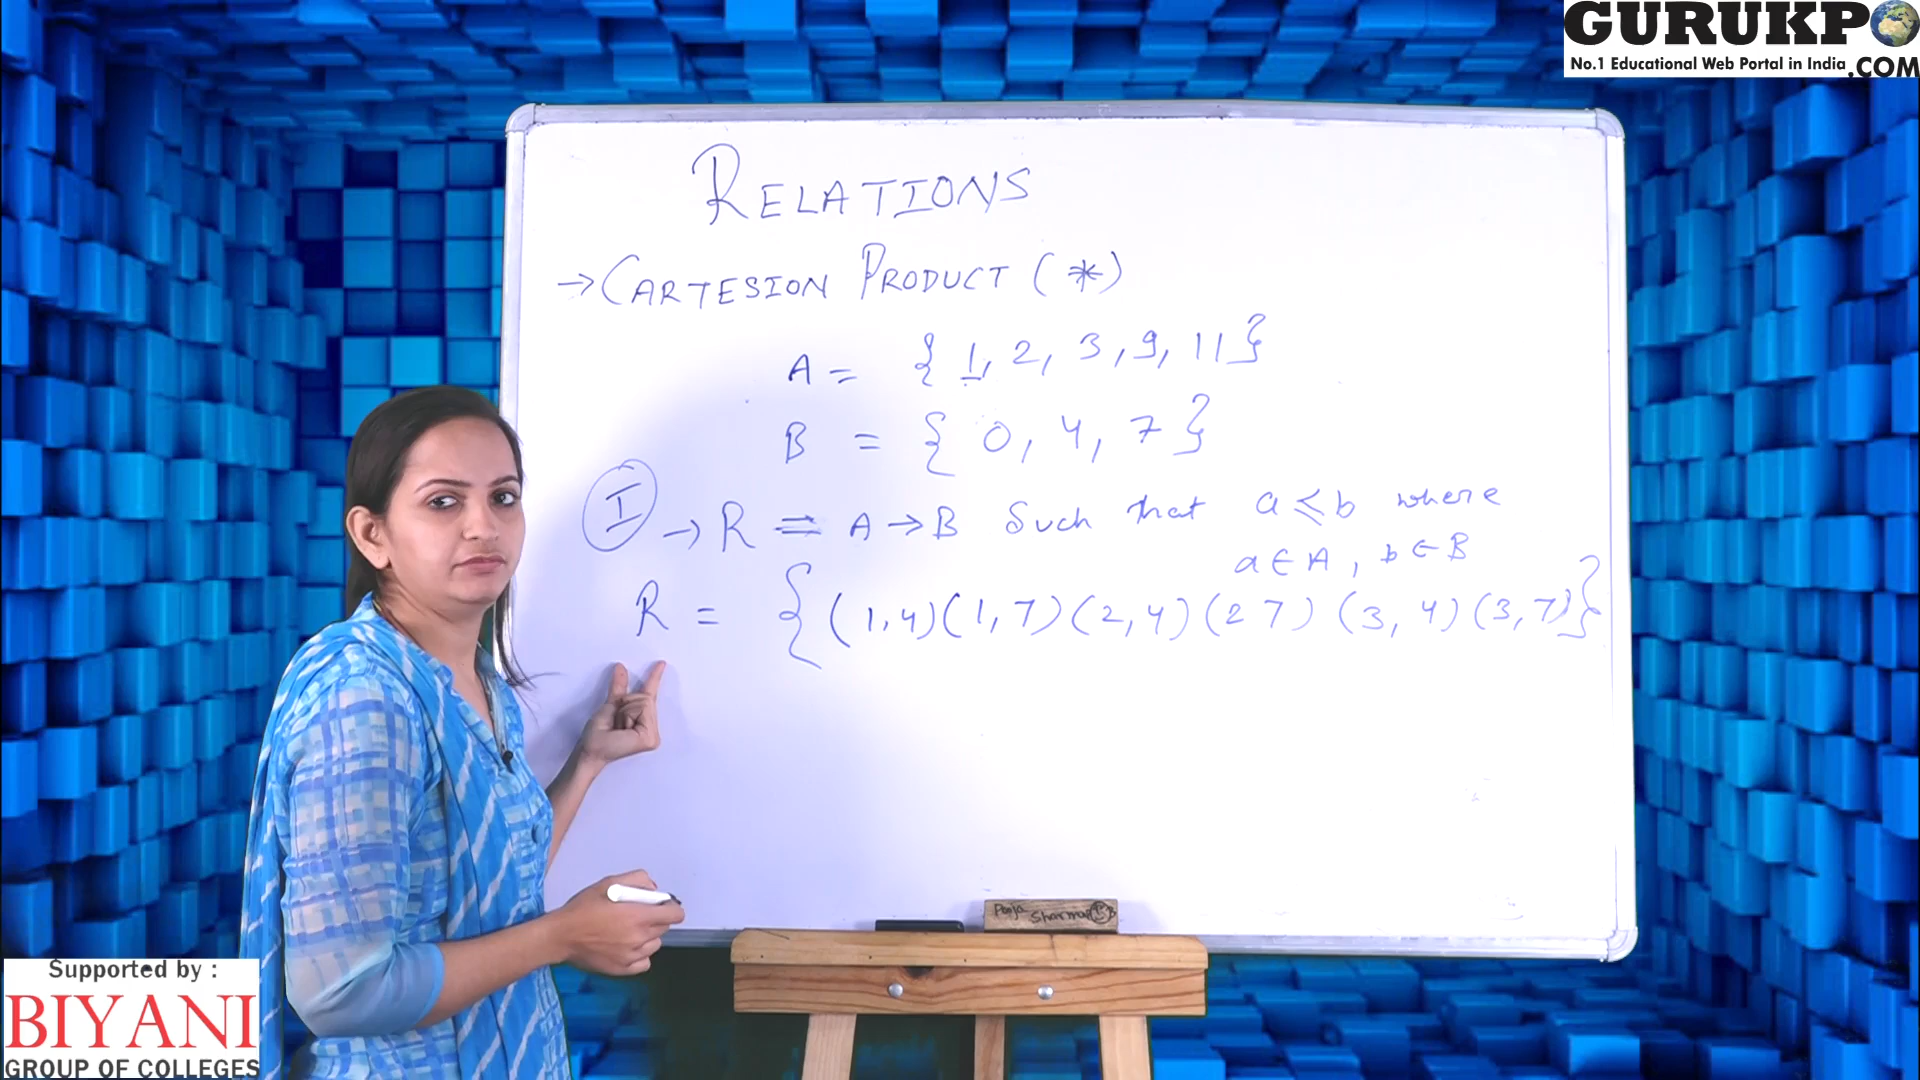 GURUKPO
No.1 Educational Web Portal in India .COM
RELATIONS
→ CARTESION PRODUCT (*)
A = { 1, 2, 3, 9, 11 }
B = { 0, 4, 7 }
I → R = A → B Such that a ≤ b where
a ∈ A, b ∈ B
R = { (1,4) (1,7) (2,4) (2 7) (3,4) (3,7) }
Pooja
Sharma
Supported by :
BIYANI
GROUP OF COLLEGES